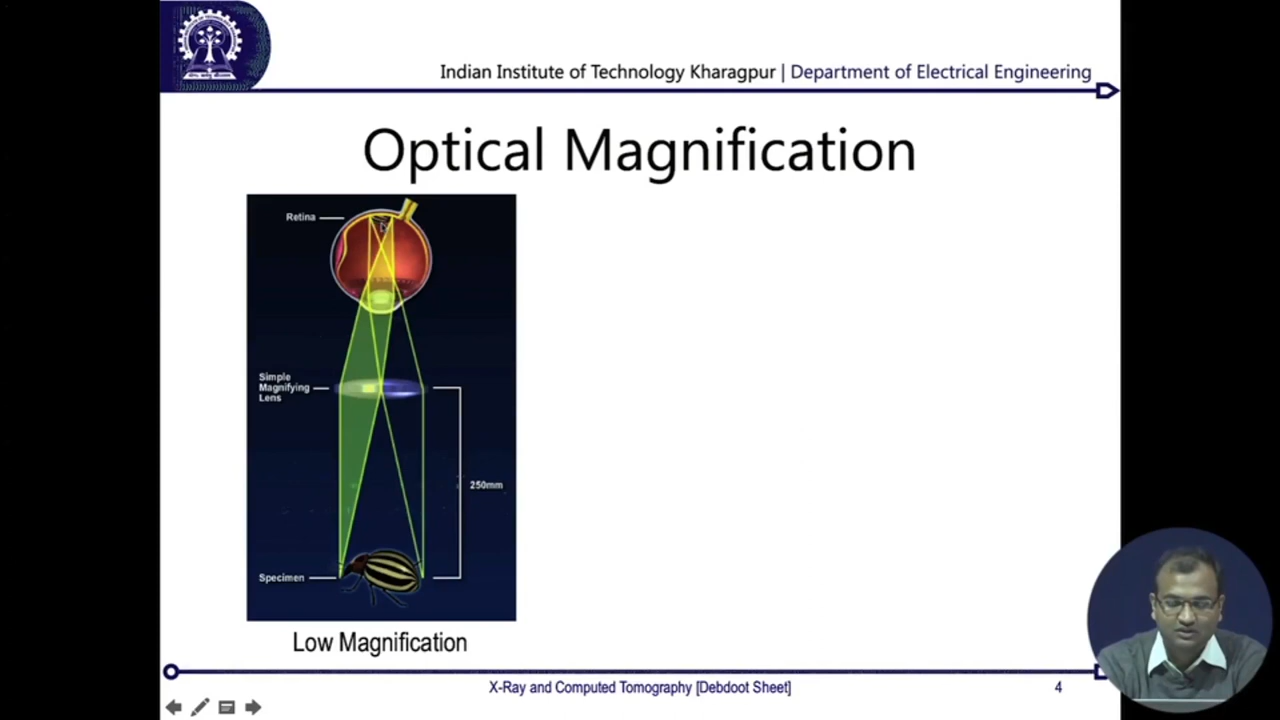 Indian Institute of Technology Kharagpur | Department of Electrical Engineering
Optical Magnification
Retina
Simple
Magnifying
Lens
250mm
Specimen
Low Magnification
X-Ray and Computed Tomography [Debdoot Sheet]
4